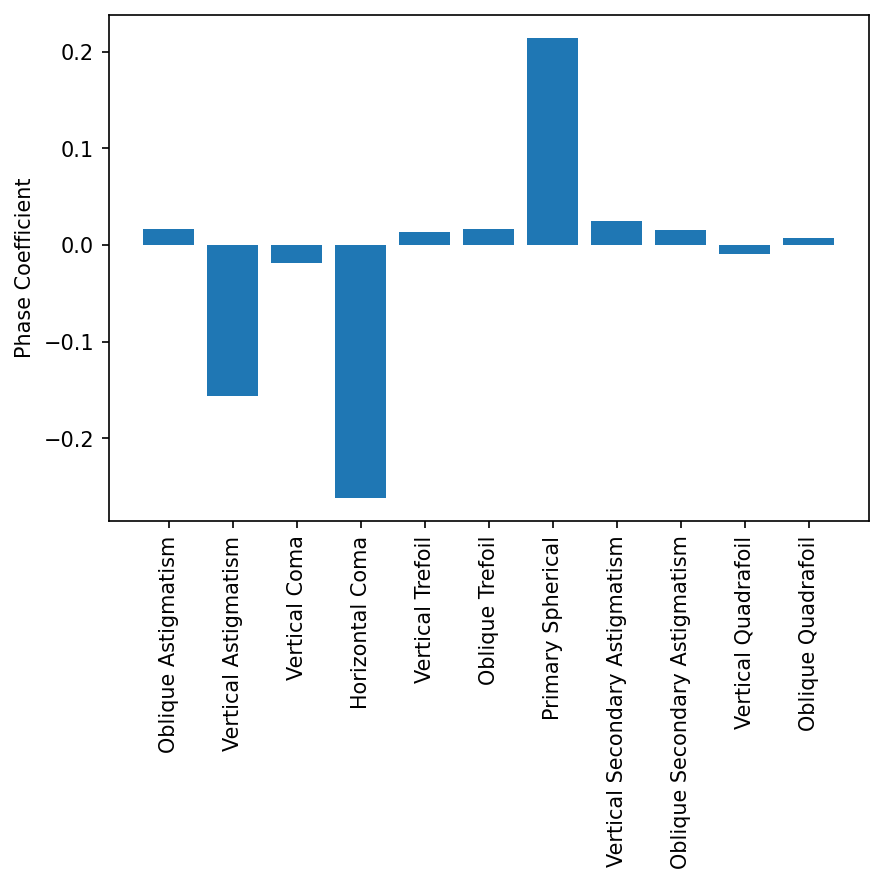 Phase Coefficient
0.2
0.1
0.0
−0.1
−0.2
Oblique Astigmatism
Vertical Astigmatism
Vertical Coma
Horizontal Coma
Vertical Trefoil
Oblique Trefoil
Primary Spherical
Vertical Secondary Astigmatism
Oblique Secondary Astigmatism
Vertical Quadrafoil
Oblique Quadrafoil